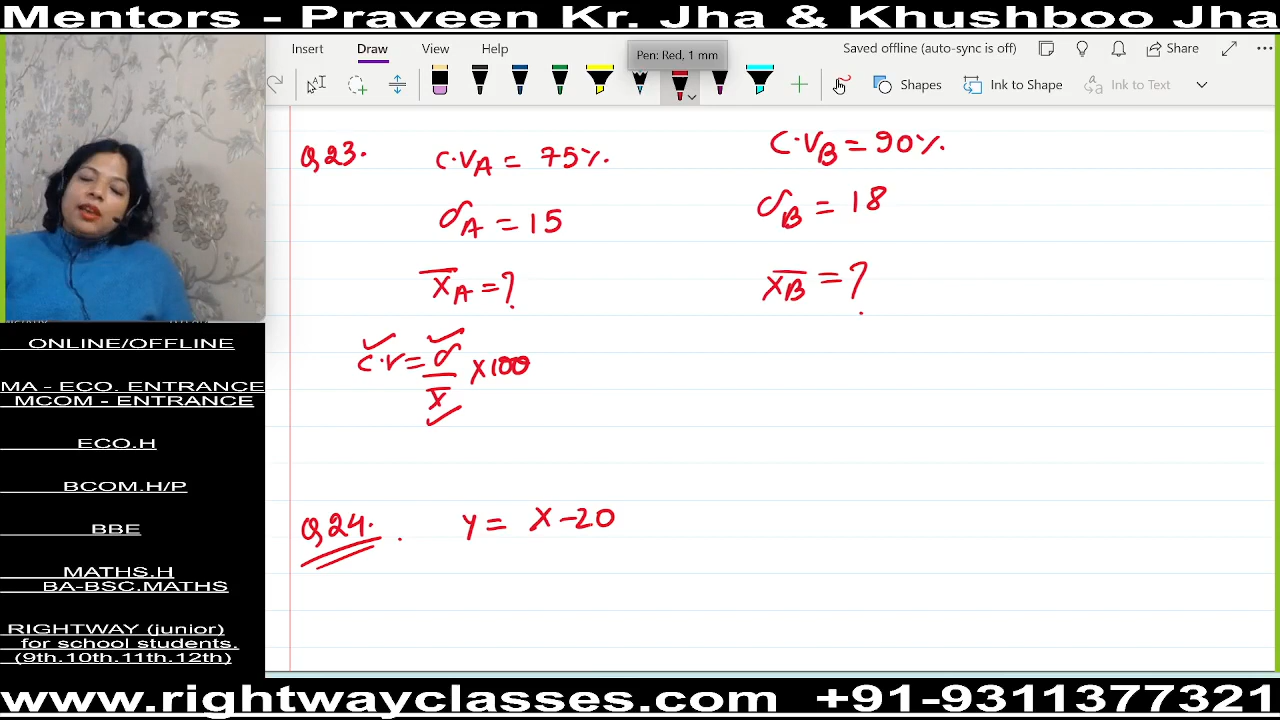 Mentors - Praveen Kr. Jha & Khushboo Jha
Insert Draw View Help
Pen: Red, 1 mm
Saved offline (auto-sync is off)
Share
Shapes
Ink to Shape
Ink to Text
Q23. C.V_A = 75%. C.V_B = 90%.
σ_A = 15 σ_B = 18
X̄_A = ? X̄_B = ?
C.V = σ/X̄ × 100
Q24. Y = X - 20
ONLINE/OFFLINE
MA - ECO. ENTRANCE
MCOM - ENTRANCE
ECO.H
BCOM.H/P
BBE
MATHS.H
BA-BSC.MATHS
RIGHTWAY (junior)
for school students.
(9th.10th.11th.12th)
www.rightwayclasses.com +91-9311377321